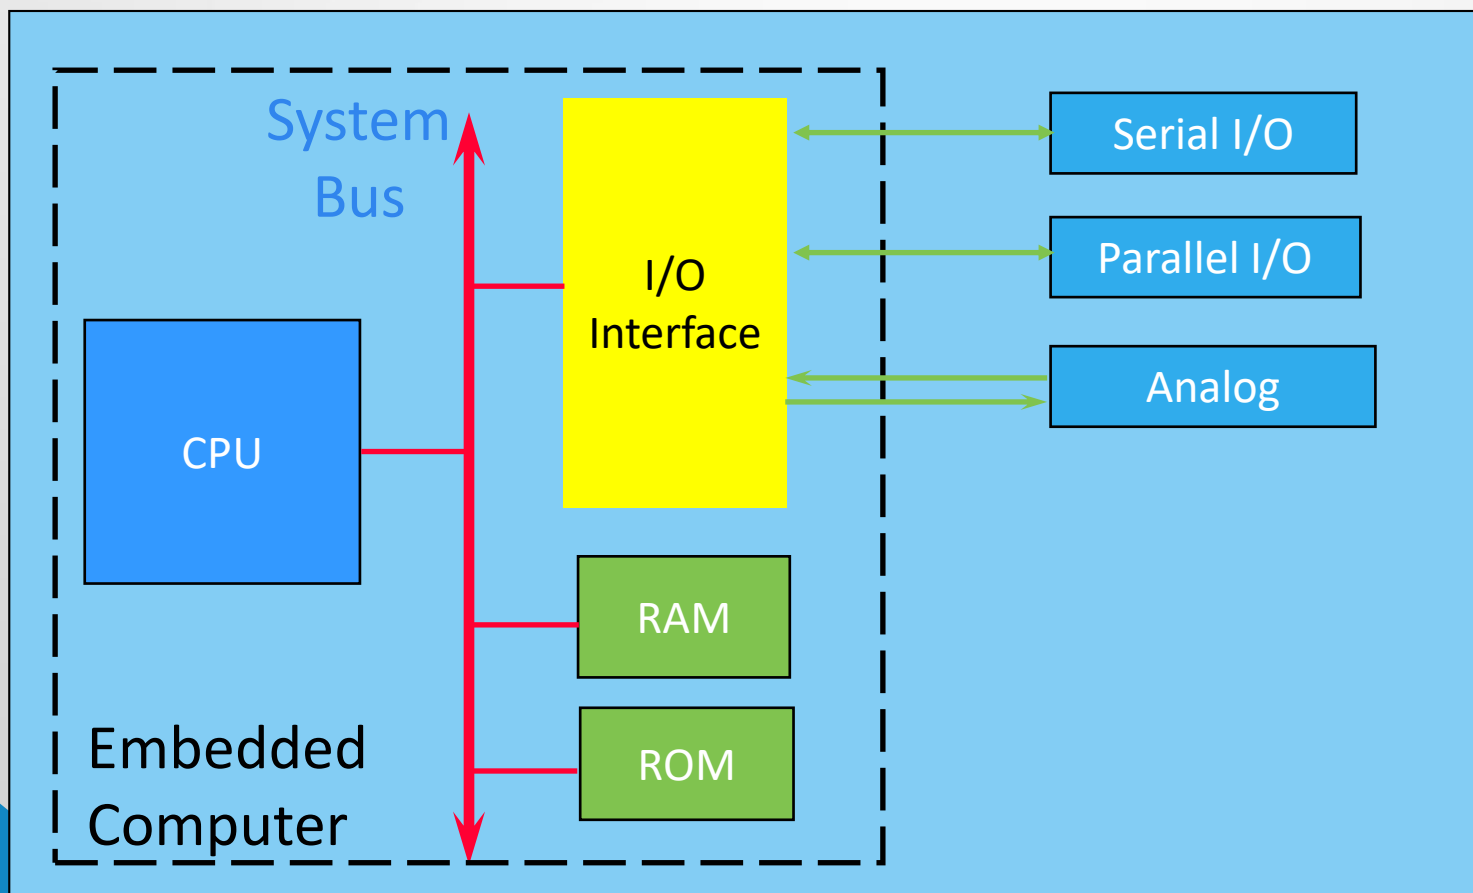 System
Bus
I/O
Interface
CPU
RAM
ROM
Embedded
Computer
Serial I/O
Parallel I/O
Analog